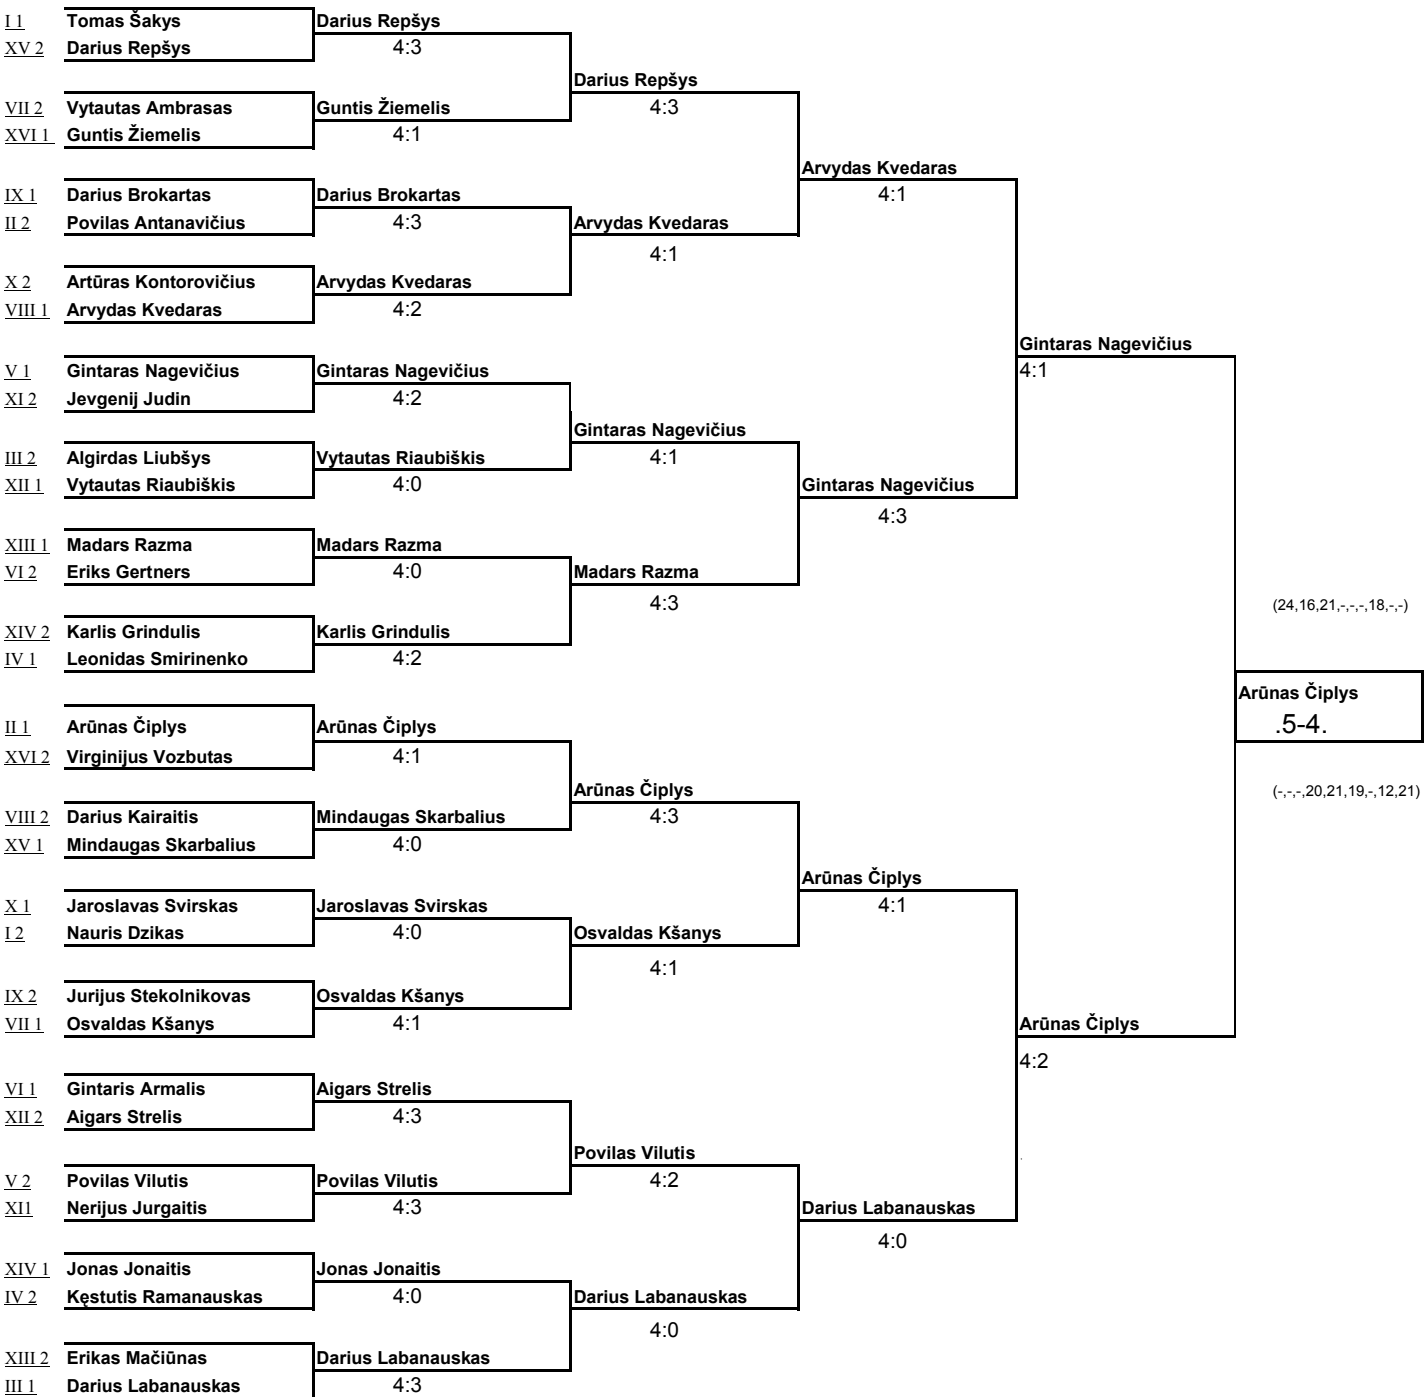 I 1 Tomas Šakys Darius Repšys
XV 2 Darius Repšys 4:3
Darius Repšys
VII 2 Vytautas Ambrasas Guntis Žiemelis 4:3
XVI 1 Guntis Žiemelis 4:1
Arvydas Kvedaras
IX 1 Darius Brokartas Darius Brokartas 4:1
II 2 Povilas Antanavičius 4:3 Arvydas Kvedaras
4:1
X 2 Artūras Kontorovičius Arvydas Kvedaras
VIII 1 Arvydas Kvedaras 4:2
Gintaras Nagevičius
V 1 Gintaras Nagevičius Gintaras Nagevičius 4:1
XI 2 Jevgenij Judin 4:2
Gintaras Nagevičius
III 2 Algirdas Liubšys Vytautas Riaubiškis 4:1
XII 1 Vytautas Riaubiškis 4:0 Gintaras Nagevičius
4:3
XIII 1 Madars Razma Madars Razma
VI 2 Eriks Gertners 4:0 Madars Razma
4:3 (24,16,21,-,-,-,18,-,-)
XIV 2 Karlis Grindulis Karlis Grindulis
IV 1 Leonidas Smirinenko 4:2
Arūnas Čiplys
II 1 Arūnas Čiplys Arūnas Čiplys .5-4.
XVI 2 Virginijus Vozbutas 4:1
Arūnas Čiplys (-,-,-,20,21,19,-,12,21)
VIII 2 Darius Kairaitis Mindaugas Skarbalius 4:3
XV 1 Mindaugas Skarbalius 4:0
Arūnas Čiplys
X 1 Jaroslavas Svirskas Jaroslavas Svirskas 4:1
I 2 Nauris Dzikas 4:0 Osvaldas Kšanys
4:1
IX 2 Jurijus Stekolnikovas Osvaldas Kšanys
VII 1 Osvaldas Kšanys 4:1 Arūnas Čiplys
4:2
VI 1 Gintaris Armalis Aigars Strelis
XII 2 Aigars Strelis 4:3
Povilas Vilutis
V 2 Povilas Vilutis Povilas Vilutis 4:2
XI1 Nerijus Jurgaitis 4:3 Darius Labanauskas
4:0
XIV 1 Jonas Jonaitis Jonas Jonaitis
IV 2 Kęstutis Ramanauskas 4:0 Darius Labanauskas
4:0
XIII 2 Erikas Mačiūnas Darius Labanauskas
III 1 Darius Labanauskas 4:3